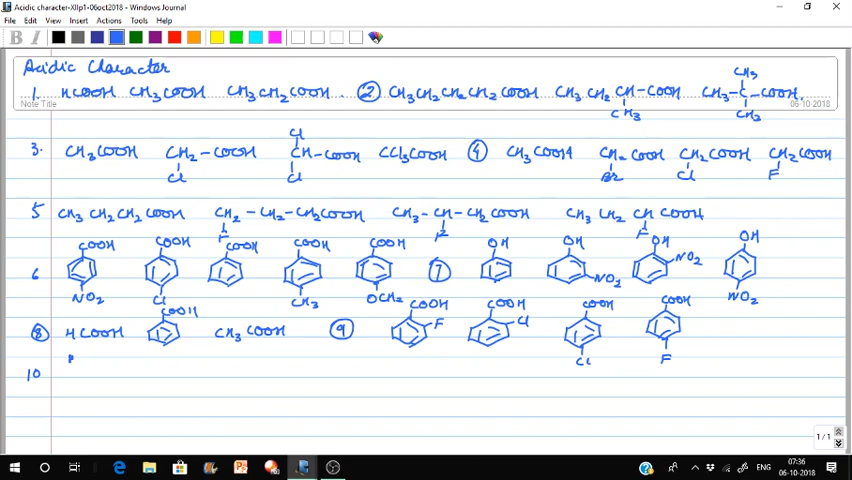 Acidic character-XIIp1-06oct2018 - Windows Journal
File Edit View Insert Actions Tools Help
B I
Acidic Character
CH3
1. HCOOH CH3COOH CH3CH2COOH. 2 CH3CH2CH2CH2COOH CH3 CH2 CH-COOH CH3-C-COOH.
Note Title 06-10-2018
CH3 CH3
Cl
3. CH3COOH CH2-COOH CH-COOH CCl3COOH 4 CH3COOH CH2COOH CH2COOH CH2COOH
Cl Cl Br Cl F
5 CH3 CH2CH2COOH CH2-CH2-CH2COOH CH3-CH-CH2COOH CH3 CH2 CH COOH
F F F
COOH COOH COOH COOH COOH OH OH OH OH
6 7 NO2 NO2
NO2 Cl CH3 OCH3 NO2
COOH COOH COOH COOH COOH
8 HCOOH CH3COOH 9 F Cl
Cl F
10
1/1
ENG 07:36
06-10-2018